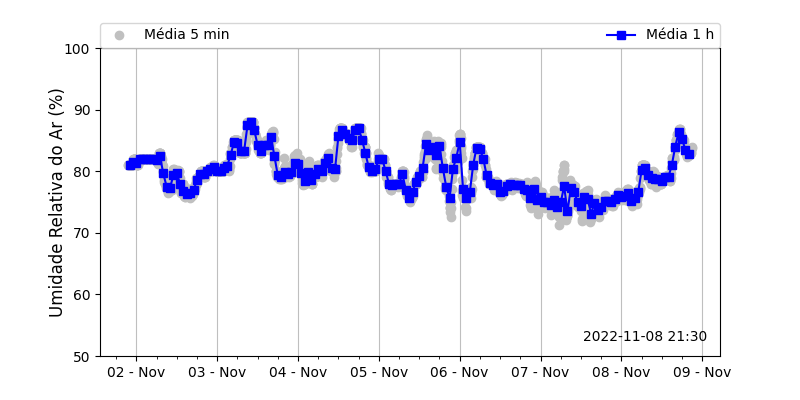 Média 5 min
Média 1 h
Umidade Relativa do Ar (%)
100
90
80
70
60
50
2022-11-08 21:30
02 - Nov
03 - Nov
04 - Nov
05 - Nov
06 - Nov
07 - Nov
08 - Nov
09 - Nov